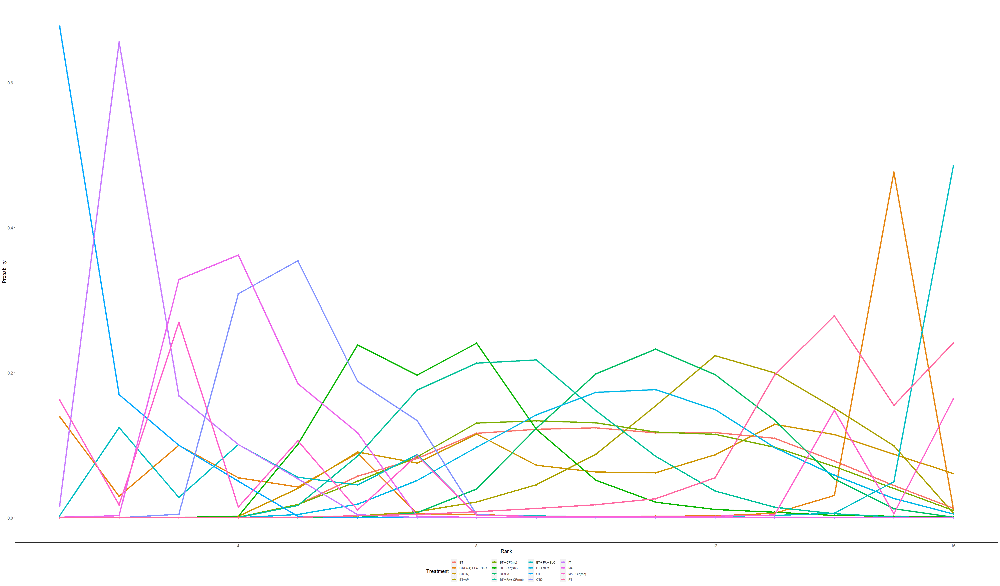 0.6
0.4
0.2
0.0
Probability
4 8 12 16
Rank
Treatment
BT BT + CP(mc) BT + PA + SLC IT
BT(PGA) + PA + SLC BT + CP(talc) BT + SLC MA
BT(TN) BT+PA CT MA + CP(mc)
BT+AP BT + PA + CP(mc) CTD PT